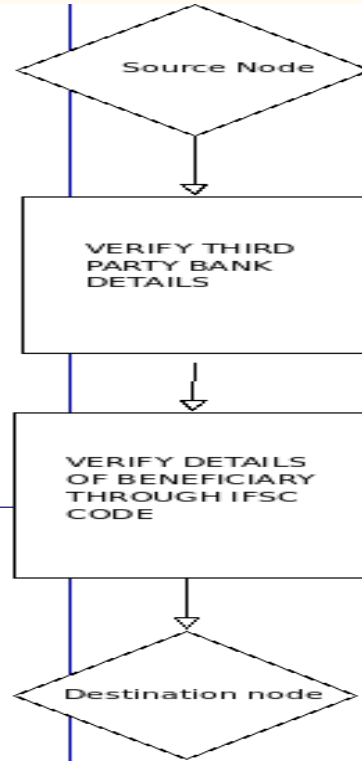 Source Node
VERIFY THIRD
PARTY BANK
DETAILS
VERIFY DETAILS
OF BENEFICIARY
THROUGH IFSC
CODE
Destination node